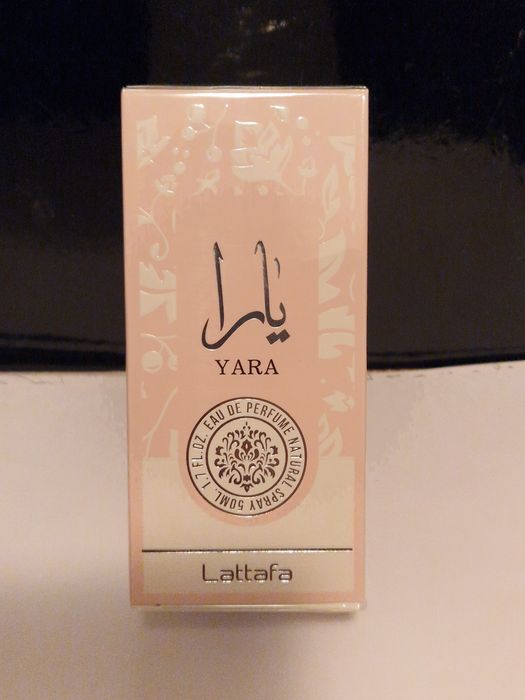 يارا
YARA
EAU DE PERFUME NATURAL SPRAY 50ML. 1.7 FL.OZ.
Lattafa